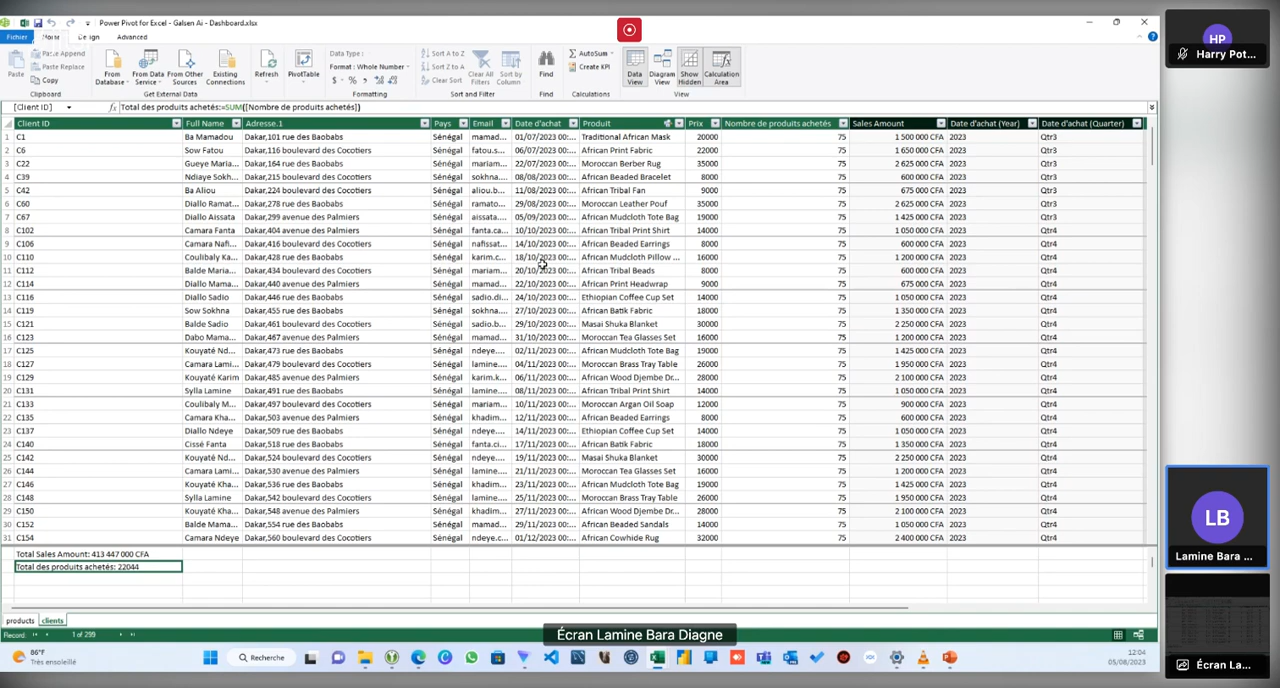 Power Pivot for Excel - Galsen Ai - Dashboard.xlsx
Fichier Home Design Advanced
Paste
Paste Append
Paste Replace
Copy
Clipboard
From Database
From Data Service
From Other Sources
Existing Connections
Get External Data
Refresh
PivotTable
Data Type :
Format : Whole Number
$ % ,
Formatting
Sort A to Z
Sort Z to A
Clear Sort
Clear All Filters
Sort by Column
Sort and Filter
Find
Find
AutoSum
Create KPI
Calculations
Data View
Diagram View
Show Hidden
Calculation Area
View
[Client ID] fx Total des produits achetés:=SUM([Nombre de produits achetés])
Client ID Full Name Adresse.1 Pays Email Date d'achat Produit Prix Nombre de produits achetés Sales Amount Date d'achat (Year) Date d'achat (Quarter)
1 C1 Ba Mamadou Dakar,101 rue des Baobabs Sénégal mamad... 01/07/2023 00:... Traditional African Mask 20000 75 1 500 000 CFA 2023 Qtr3
2 C6 Sow Fatou Dakar,116 boulevard des Cocotiers Sénégal fatou.s... 06/07/2023 00:... African Print Fabric 22000 75 1 650 000 CFA 2023 Qtr3
3 C22 Gueye Maria... Dakar,164 rue des Baobabs Sénégal mariam... 22/07/2023 00:... Moroccan Berber Rug 35000 75 2 625 000 CFA 2023 Qtr3
4 C39 Ndiaye Sokh... Dakar,215 boulevard des Cocotiers Sénégal sokhna... 08/08/2023 00:... African Beaded Bracelet 8000 75 600 000 CFA 2023 Qtr3
5 C42 Ba Aliou Dakar,224 boulevard des Cocotiers Sénégal aliou.b... 11/08/2023 00:... African Tribal Fan 9000 75 675 000 CFA 2023 Qtr3
6 C60 Diallo Ramat... Dakar,278 rue des Baobabs Sénégal ramato... 29/08/2023 00:... Moroccan Leather Pouf 35000 75 2 625 000 CFA 2023 Qtr3
7 C67 Diallo Aissata Dakar,299 avenue des Palmiers Sénégal aissata... 05/09/2023 00:... African Mudcloth Tote Bag 19000 75 1 425 000 CFA 2023 Qtr3
8 C102 Camara Fanta Dakar,404 avenue des Palmiers Sénégal fanta.ca... 10/10/2023 00:... African Tribal Print Shirt 14000 75 1 050 000 CFA 2023 Qtr4
9 C106 Camara Nafi... Dakar,416 boulevard des Cocotiers Sénégal nafissat... 14/10/2023 00:... African Beaded Earrings 8000 75 600 000 CFA 2023 Qtr4
10 C110 Coulibaly Ka... Dakar,428 rue des Baobabs Sénégal karim.c... 18/10/2023 00:... African Mudcloth Pillow ... 16000 75 1 200 000 CFA 2023 Qtr4
11 C112 Balde Maria... Dakar,434 boulevard des Cocotiers Sénégal mariam... 20/10/2023 00:... African Tribal Beads 8000 75 600 000 CFA 2023 Qtr4
12 C114 Diallo Mama... Dakar,440 avenue des Palmiers Sénégal mamad... 22/10/2023 00:... African Print Headwrap 9000 75 675 000 CFA 2023 Qtr4
13 C116 Diallo Sadio Dakar,446 rue des Baobabs Sénégal sadio.di... 24/10/2023 00:... Ethiopian Coffee Cup Set 14000 75 1 050 000 CFA 2023 Qtr4
14 C119 Sow Sokhna Dakar,455 rue des Baobabs Sénégal sokhna... 27/10/2023 00:... African Batik Fabric 18000 75 1 350 000 CFA 2023 Qtr4
15 C121 Balde Sadio Dakar,461 boulevard des Cocotiers Sénégal sadio.b... 29/10/2023 00:... Masai Shuka Blanket 30000 75 2 250 000 CFA 2023 Qtr4
16 C123 Dabo Mama... Dakar,467 avenue des Palmiers Sénégal mamad... 31/10/2023 00:... Moroccan Tea Glasses Set 16000 75 1 200 000 CFA 2023 Qtr4
17 C125 Kouyaté Nd... Dakar,473 rue des Baobabs Sénégal ndeye... 02/11/2023 00:... African Mudcloth Tote Bag 19000 75 1 425 000 CFA 2023 Qtr4
18 C127 Camara Lami... Dakar,479 boulevard des Cocotiers Sénégal lamine... 04/11/2023 00:... Moroccan Brass Tray Table 26000 75 1 950 000 CFA 2023 Qtr4
19 C129 Kouyaté Karim Dakar,485 avenue des Palmiers Sénégal karim.k... 06/11/2023 00:... African Wood Djembe Dr... 28000 75 2 100 000 CFA 2023 Qtr4
20 C131 Sylla Lamine Dakar,491 rue des Baobabs Sénégal lamine... 08/11/2023 00:... African Tribal Print Shirt 14000 75 1 050 000 CFA 2023 Qtr4
21 C133 Coulibaly M... Dakar,497 boulevard des Cocotiers Sénégal mariam... 10/11/2023 00:... Moroccan Argan Oil Soap 12000 75 900 000 CFA 2023 Qtr4
22 C135 Camara Kha... Dakar,503 avenue des Palmiers Sénégal khadim... 12/11/2023 00:... African Beaded Earrings 8000 75 600 000 CFA 2023 Qtr4
23 C137 Diallo Ndeye Dakar,509 rue des Baobabs Sénégal ndeye... 14/11/2023 00:... Ethiopian Coffee Cup Set 14000 75 1 050 000 CFA 2023 Qtr4
24 C140 Cissé Fanta Dakar,518 rue des Baobabs Sénégal fanta.ci... 17/11/2023 00:... African Batik Fabric 18000 75 1 350 000 CFA 2023 Qtr4
25 C142 Kouyaté Nd... Dakar,524 boulevard des Cocotiers Sénégal ndeye... 19/11/2023 00:... Masai Shuka Blanket 30000 75 2 250 000 CFA 2023 Qtr4
26 C144 Camara Lami... Dakar,530 avenue des Palmiers Sénégal lamine... 21/11/2023 00:... Moroccan Tea Glasses Set 16000 75 1 200 000 CFA 2023 Qtr4
27 C146 Kouyaté Kha... Dakar,536 rue des Baobabs Sénégal khadim... 23/11/2023 00:... African Mudcloth Tote Bag 19000 75 1 425 000 CFA 2023 Qtr4
28 C148 Sylla Lamine Dakar,542 boulevard des Cocotiers Sénégal lamine... 25/11/2023 00:... Moroccan Brass Tray Table 26000 75 1 950 000 CFA 2023 Qtr4
29 C150 Kouyaté Kha... Dakar,548 avenue des Palmiers Sénégal khadim... 27/11/2023 00:... African Wood Djembe Dr... 28000 75 2 100 000 CFA 2023 Qtr4
30 C152 Balde Mama... Dakar,554 rue des Baobabs Sénégal mamad... 29/11/2023 00:... African Beaded Sandals 14000 75 1 050 000 CFA 2023 Qtr4
31 C154 Camara Ndeye Dakar,560 boulevard des Cocotiers Sénégal ndeye.c... 01/12/2023 00:... African Cowhide Rug 32000 75 2 400 000 CFA 2023 Qtr4
Total Sales Amount: 413 447 000 CFA
Total des produits achetés: 22044
products clients
Record: 1 of 299
Écran Lamine Bara Diagne
86°F
Très ensoleillé
Recherche
12:04
05/08/2023
HP
Harry Pot...
LB
Lamine Bara ...
Écran La...